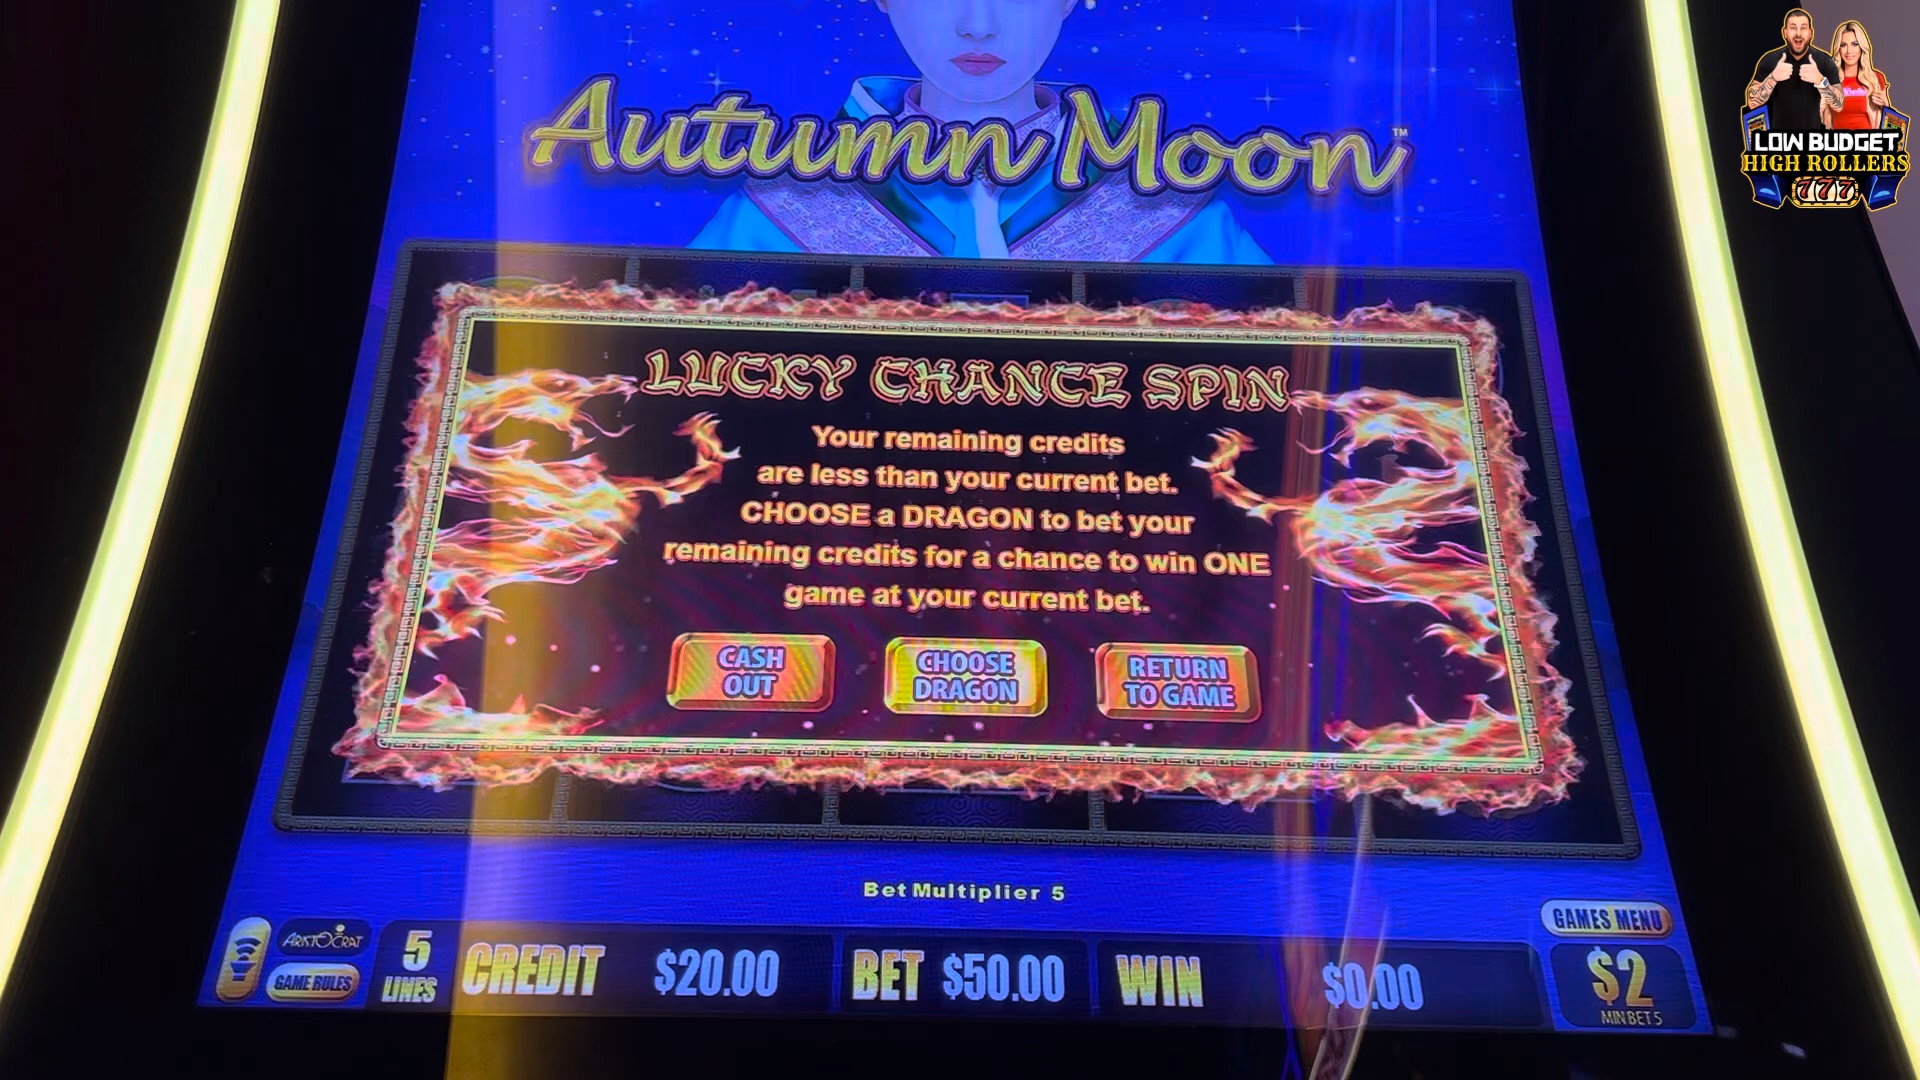 Autumn Moon™
LOW BUDGET
HIGH ROLLERS
777
LUCKY CHANCE SPIN
Your remaining credits
are less than your current bet.
CHOOSE a DRAGON to bet your
remaining credits for a chance to win ONE
game at your current bet.
CASH
OUT
CHOOSE
DRAGON
RETURN
TO GAME
Bet Multiplier 5
GAMES MENU
ARISTOCRAT
GAME RULES
5
LINES
CREDIT $20.00
BET $50.00
WIN $0.00
$2
MIN BET 5